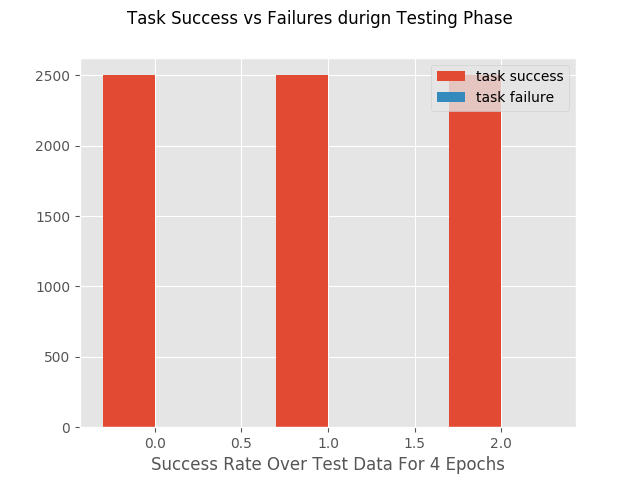 Task Success vs Failures durign Testing Phase
task success
task failure
2500
2000
1500
1000
500
0
0.0 0.5 1.0 1.5 2.0
Success Rate Over Test Data For 4 Epochs